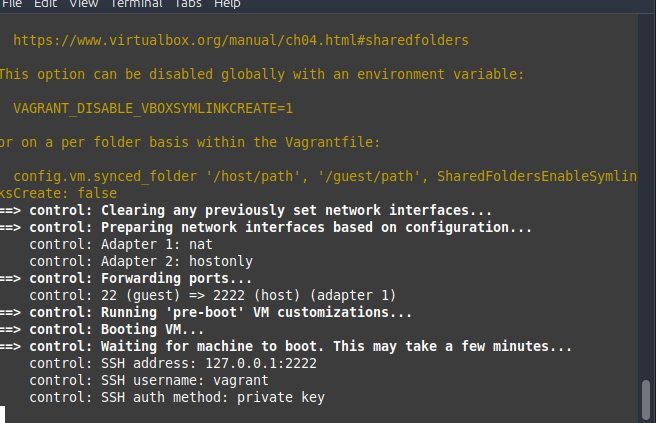 File Edit View Terminal Tabs Help
https://www.virtualbox.org/manual/ch04.html#sharedfolders
This option can be disabled globally with an environment variable:
VAGRANT_DISABLE_VBOXSYMLINKCREATE=1
or on a per folder basis within the Vagrantfile:
config.vm.synced_folder '/host/path', '/guest/path', SharedFoldersEnableSymlin
ksCreate: false
==> control: Clearing any previously set network interfaces...
==> control: Preparing network interfaces based on configuration...
control: Adapter 1: nat
control: Adapter 2: hostonly
==> control: Forwarding ports...
control: 22 (guest) => 2222 (host) (adapter 1)
==> control: Running 'pre-boot' VM customizations...
==> control: Booting VM...
==> control: Waiting for machine to boot. This may take a few minutes...
control: SSH address: 127.0.0.1:2222
control: SSH username: vagrant
control: SSH auth method: private key